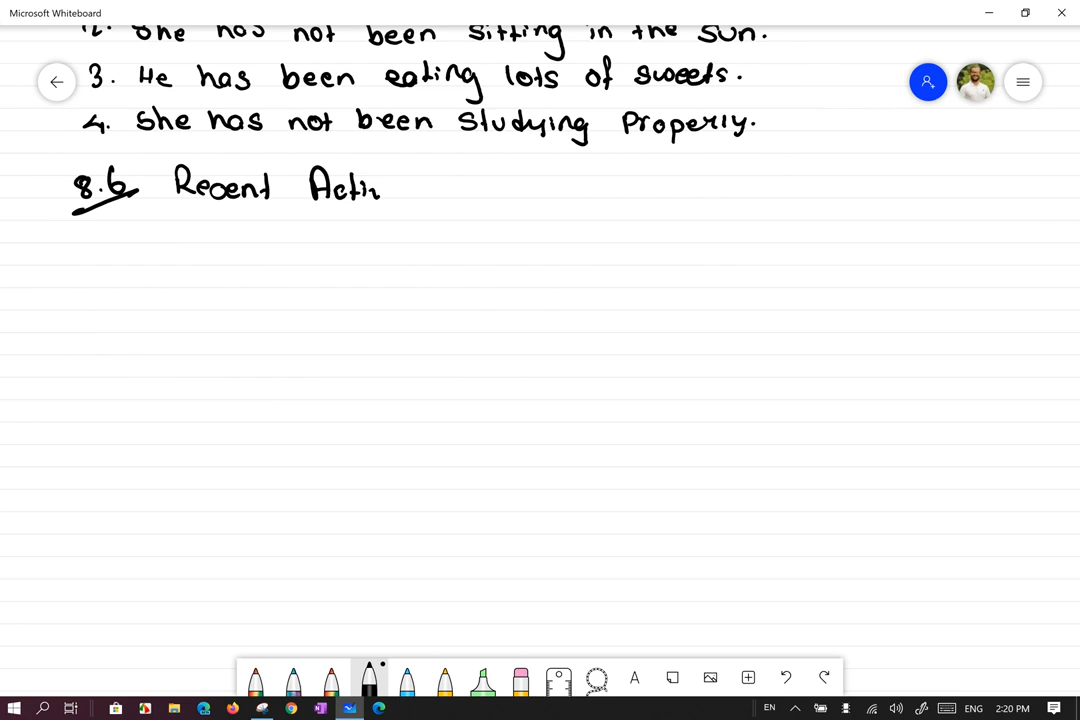 Microsoft Whiteboard
12. She has not been sitting in the sun.
3. He has been eating lots of sweets.
4. She has not been studying Properly.
8.6 Recent Acti
A
EN
ENG 2:20 PM